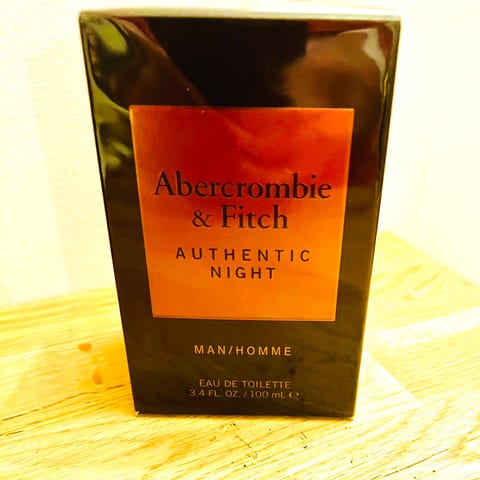 Abercrombie
& Fitch
AUTHENTIC
NIGHT
MAN/HOMME
EAU DE TOILETTE
3.4 FL. OZ. / 100 mL ℮